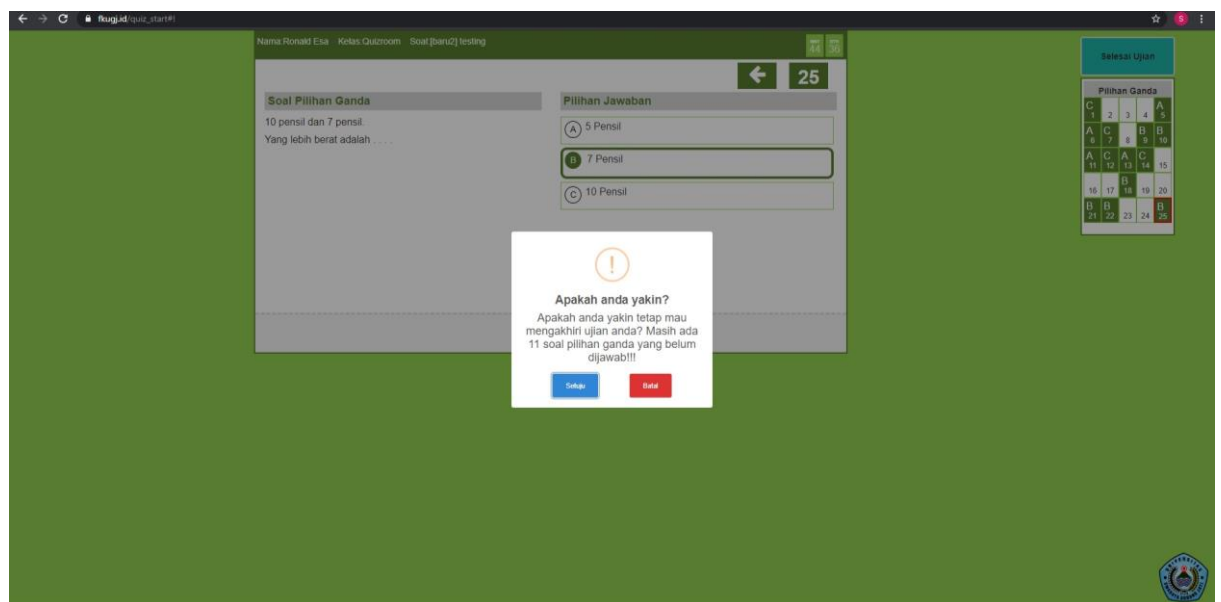 fkugj.id/quiz_start#!
S
Nama:Ronald Esa Kelas:Quizroom Soal:[baru2] testing
44 36
Selesai Ujian
25
Soal Pilihan Ganda
10 pensil dan 7 pensil.
Yang lebih berat adalah . . . .
Pilihan Jawaban
A 5 Pensil
B 7 Pensil
C 10 Pensil
Pilihan Ganda
C A
1 2 3 4 5
A C B B
6 7 8 9 10
A C A C
11 12 13 14 15
B
16 17 18 19 20
B B B
21 22 23 24 25
Apakah anda yakin?
Apakah anda yakin tetap mau
mengakhiri ujian anda? Masih ada
11 soal pilihan ganda yang belum
dijawab!!!
Setuju Batal